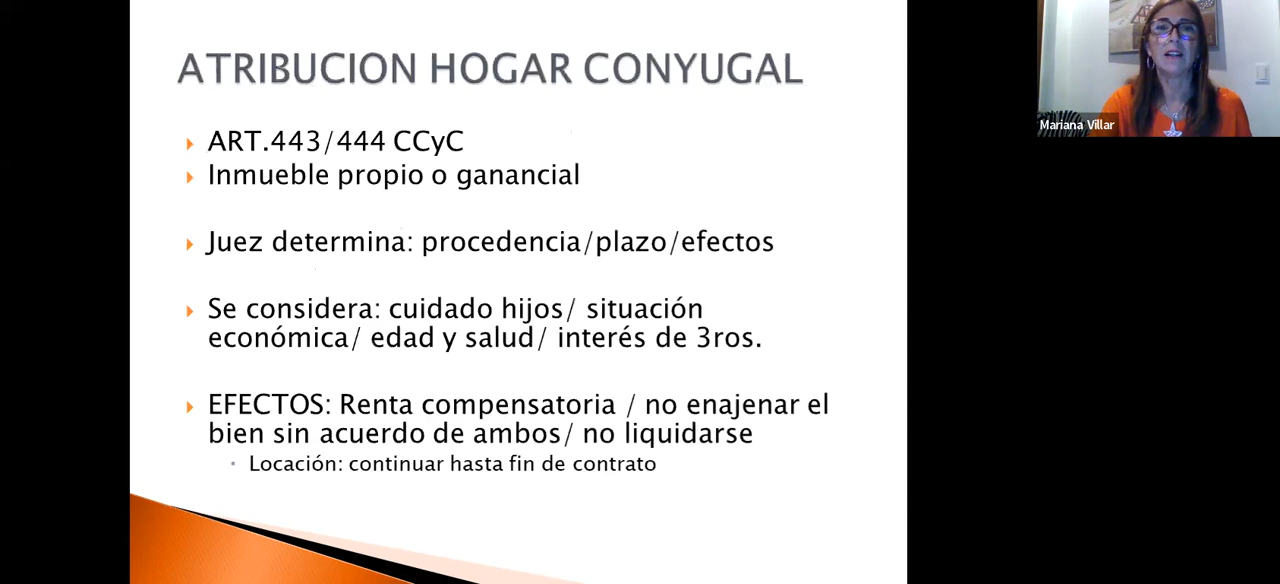 ATRIBUCION HOGAR CONYUGAL
ART.443/444 CCyC
Inmueble propio o ganancial
Juez determina: procedencia/plazo/efectos
Se considera: cuidado hijos/ situación
económica/ edad y salud/ interés de 3ros.
EFECTOS: Renta compensatoria / no enajenar el
bien sin acuerdo de ambos/ no liquidarse
Locación: continuar hasta fin de contrato
Mariana Villar